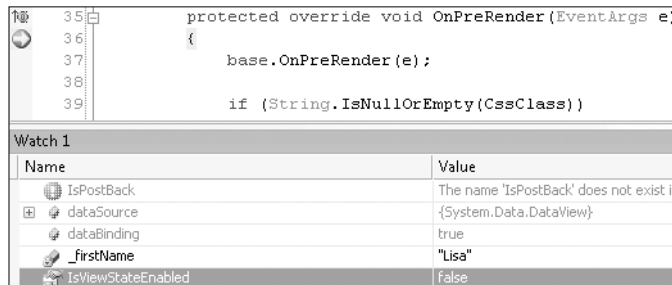 35 protected override void OnPreRender(EventArgs e)
36 {
37 base.OnPreRender(e);
38
39 if (String.IsNullOrEmpty(CssClass))
Watch 1
Name Value
IsPostBack The name 'IsPostBack' does not exist i
dataSource {System.Data.DataView}
dataBinding true
_firstName "Lisa"
IsViewStateEnabled false